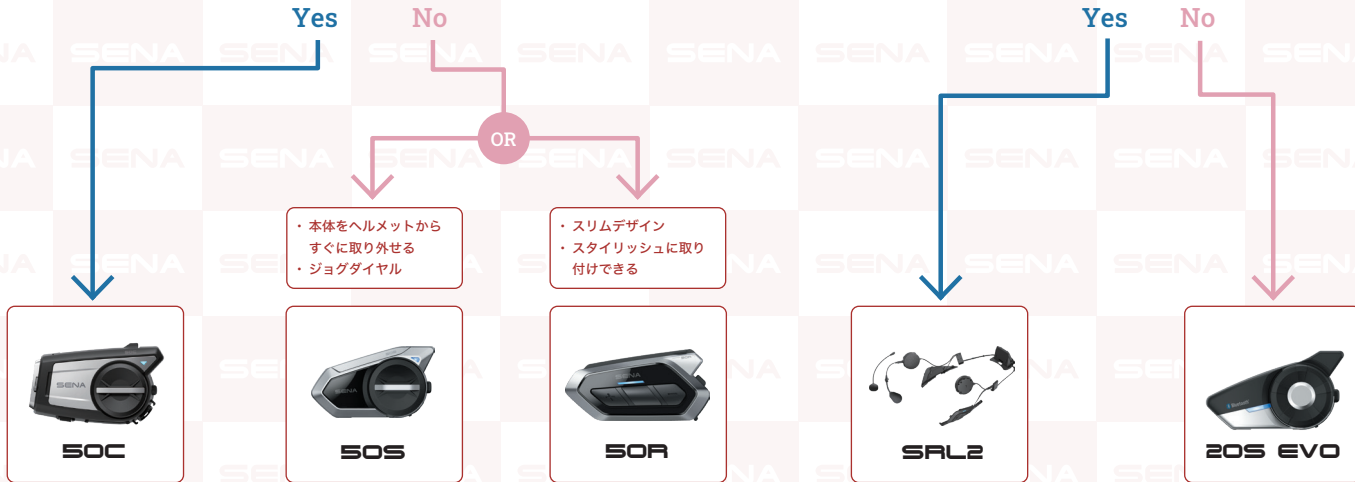 Yes
No
Yes
No
OR
・本体をヘルメットから
すぐに取り外せる
・ジョグダイヤル
・スリムデザイン
・スタイリッシュに取り
付けできる
SENA
Bluetooth
50C
50S
50R
SRL2
20S EVO